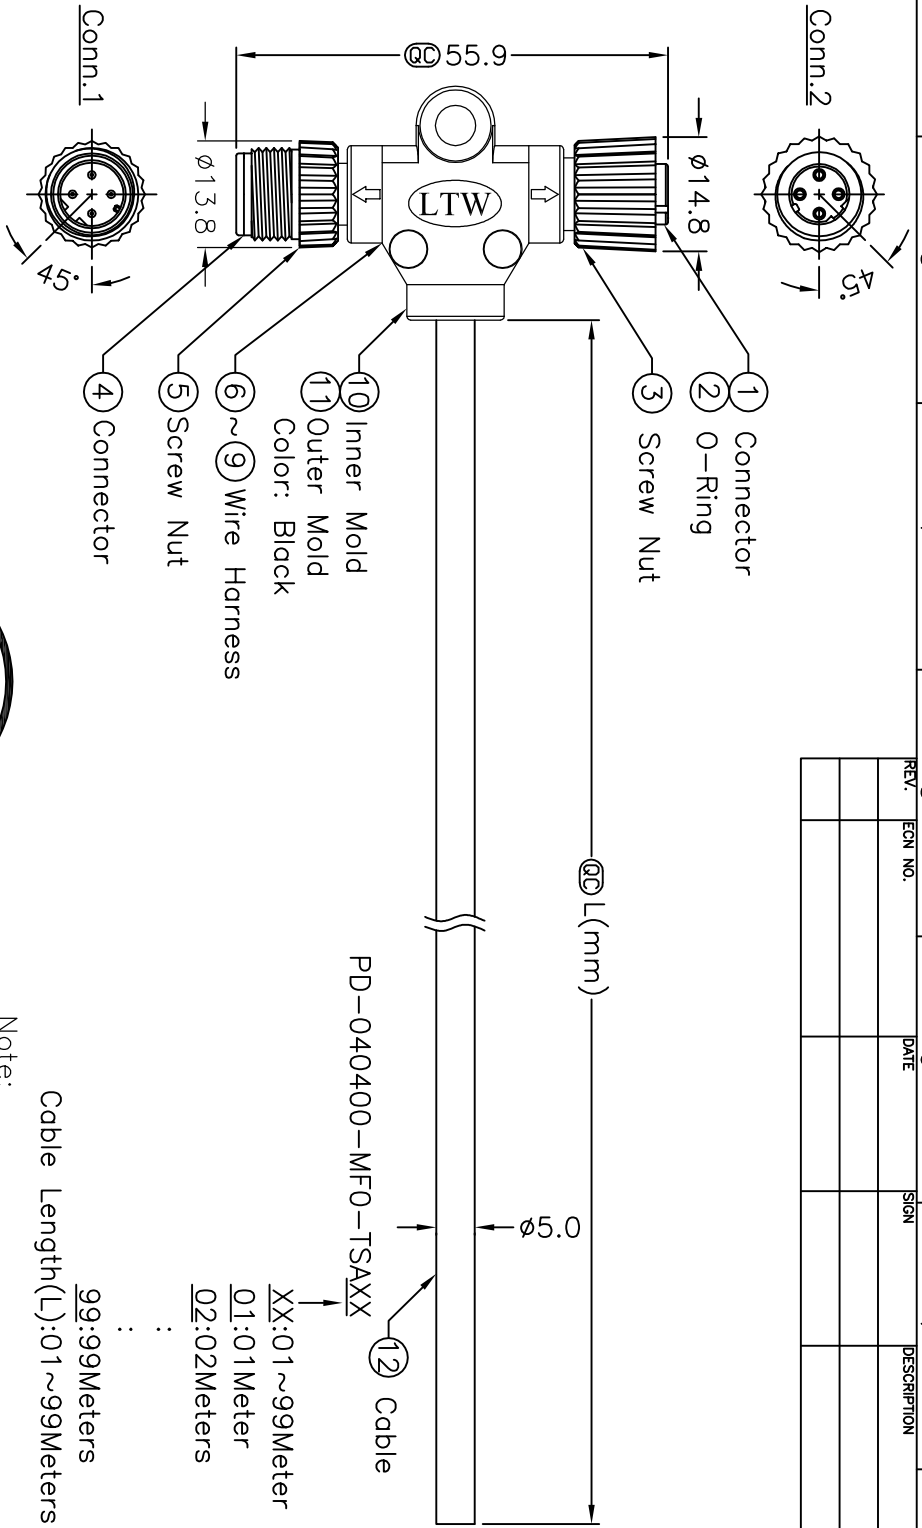 REV.
ECN NO.
DATE
SIGN
DESCRIPTION
Conn.2
45°
ø14.8
QC 55.9
LTW
ø13.8
Conn.1
45°
① Connector
② O-Ring
③ Screw Nut
QC L(mm)
ø5.0
⑫ Cable
⑩ Inner Mold
⑪ Outer Mold
Color: Black
⑥~⑨ Wire Harness
⑤ Screw Nut
④ Connector
PD-040400-MF0-TSAXX
XX:01~99Meter
01:01Meter
02:02Meters
:
:
99:99Meters
Cable Length(L):01~99Meters
Note: